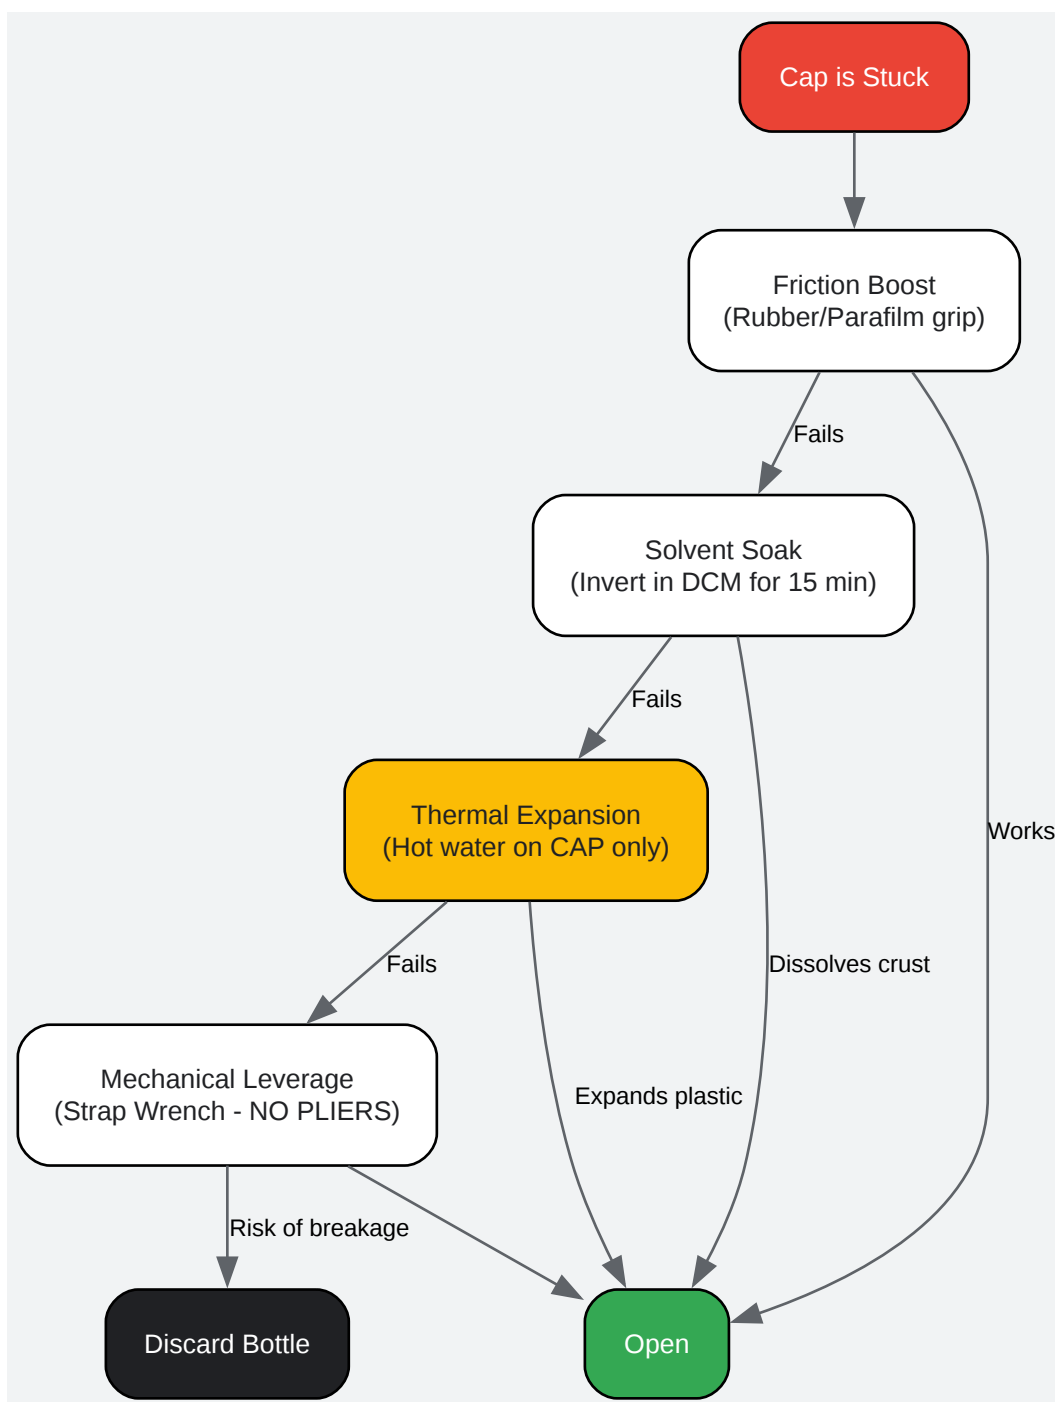 Cap is Stuck
Friction Boost
(Rubber/Parafilm grip)
Fails
Solvent Soak
(Invert in DCM for 15 min)
Fails
Thermal Expansion
(Hot water on CAP only)
Works
Fails
Dissolves crust
Mechanical Leverage
(Strap Wrench - NO PLIERS)
Expands plastic
Risk of breakage
Discard Bottle
Open